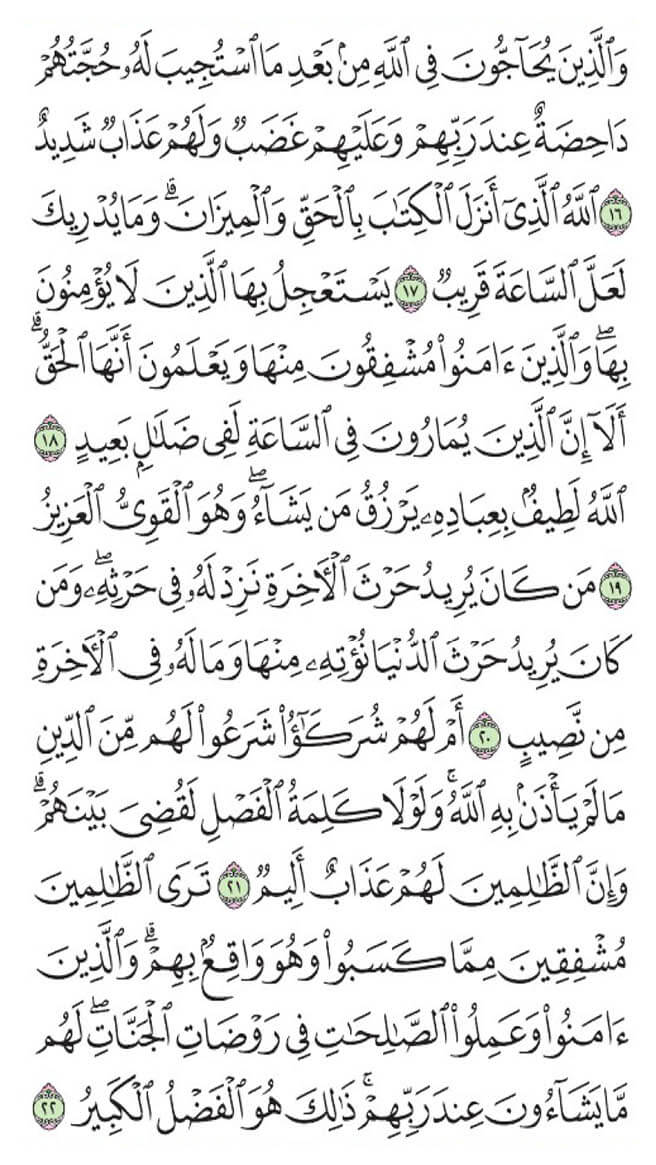 وَٱلَّذِينَ يُحَآجُّونَ فِي ٱللَّهِ مِنۢ بَعۡدِ مَا ٱسۡتُجِيبَ لَهُۥ حُجَّتُهُمۡ
دَاحِضَةٌ عِندَ رَبِّهِمۡ وَعَلَيۡهِمۡ غَضَبٞ وَلَهُمۡ عَذَابٞ شَدِيدٌ
١٦ ٱللَّهُ ٱلَّذِيٓ أَنزَلَ ٱلۡكِتَٰبَ بِٱلۡحَقِّ وَٱلۡمِيزَانَۗ وَمَا يُدۡرِيكَ
لَعَلَّ ٱلسَّاعَةَ قَرِيبٞ ١٧ يَسۡتَعۡجِلُ بِهَا ٱلَّذِينَ لَا يُؤۡمِنُونَ
بِهَاۖ وَٱلَّذِينَ ءَامَنُواْ مُشۡفِقُونَ مِنۡهَا وَيَعۡلَمُونَ أَنَّهَا ٱلۡحَقُّۗ
أَلَآ إِنَّ ٱلَّذِينَ يُمَارُونَ فِي ٱلسَّاعَةِ لَفِي ضَلَٰلِۭ بَعِيدٍ ١٨
ٱللَّهُ لَطِيفُۢ بِعِبَادِهِۦ يَرۡزُقُ مَن يَشَآءُۖ وَهُوَ ٱلۡقَوِيُّ ٱلۡعَزِيزُ
١٩ مَن كَانَ يُرِيدُ حَرۡثَ ٱلۡأٓخِرَةِ نَزِدۡ لَهُۥ فِي حَرۡثِهِۦۖ وَمَن
كَانَ يُرِيدُ حَرۡثَ ٱلدُّنۡيَا نُؤۡتِهِۦ مِنۡهَا وَمَا لَهُۥ فِي ٱلۡأٓخِرَةِ
مِن نَّصِيبٍ ٢٠ أَمۡ لَهُمۡ شُرَكَٰٓؤُاْ شَرَعُواْ لَهُم مِّنَ ٱلدِّينِ
مَا لَمۡ يَأۡذَنۢ بِهِ ٱللَّهُۚ وَلَوۡلَا كَلِمَةُ ٱلۡفَصۡلِ لَقُضِيَ بَيۡنَهُمۡۗ
وَإِنَّ ٱلظَّٰلِمِينَ لَهُمۡ عَذَابٌ أَلِيمٞ ٢١ تَرَى ٱلظَّٰلِمِينَ
مُشۡفِقِينَ مِمَّا كَسَبُواْ وَهُوَ وَاقِعُۢ بِهِمۡۗ وَٱلَّذِينَ
ءَامَنُواْ وَعَمِلُواْ ٱلصَّٰلِحَٰتِ فِي رَوۡضَاتِ ٱلۡجَنَّاتِۖ لَهُم
مَّا يَشَآءُونَ عِندَ رَبِّهِمۡۚ ذَٰلِكَ هُوَ ٱلۡفَضۡلُ ٱلۡكَبِيرُ ٢٢